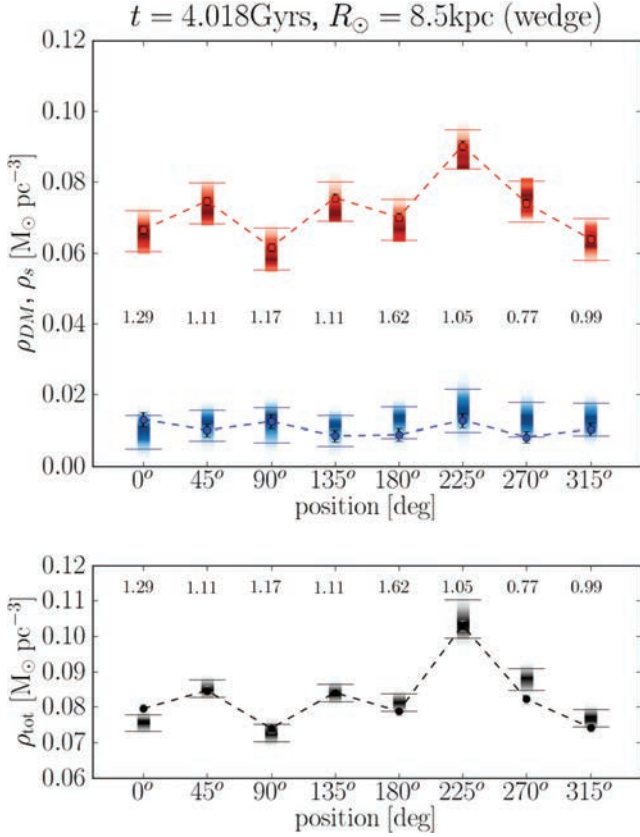 t = 4.018Gyrs, R⊙ = 8.5kpc (wedge)
0.12
0.10
0.08
0.06
0.04
0.02
0.00
ρDM, ρs [M⊙ pc⁻³]
1.29 1.11 1.17 1.11 1.62 1.05 0.77 0.99
0° 45° 90° 135° 180° 225° 270° 315°
position [deg]
0.12
0.11
0.10
0.09
0.08
0.07
0.06
ρtot [M⊙ pc⁻³]
1.29 1.11 1.17 1.11 1.62 1.05 0.77 0.99
0° 45° 90° 135° 180° 225° 270° 315°
position [deg]